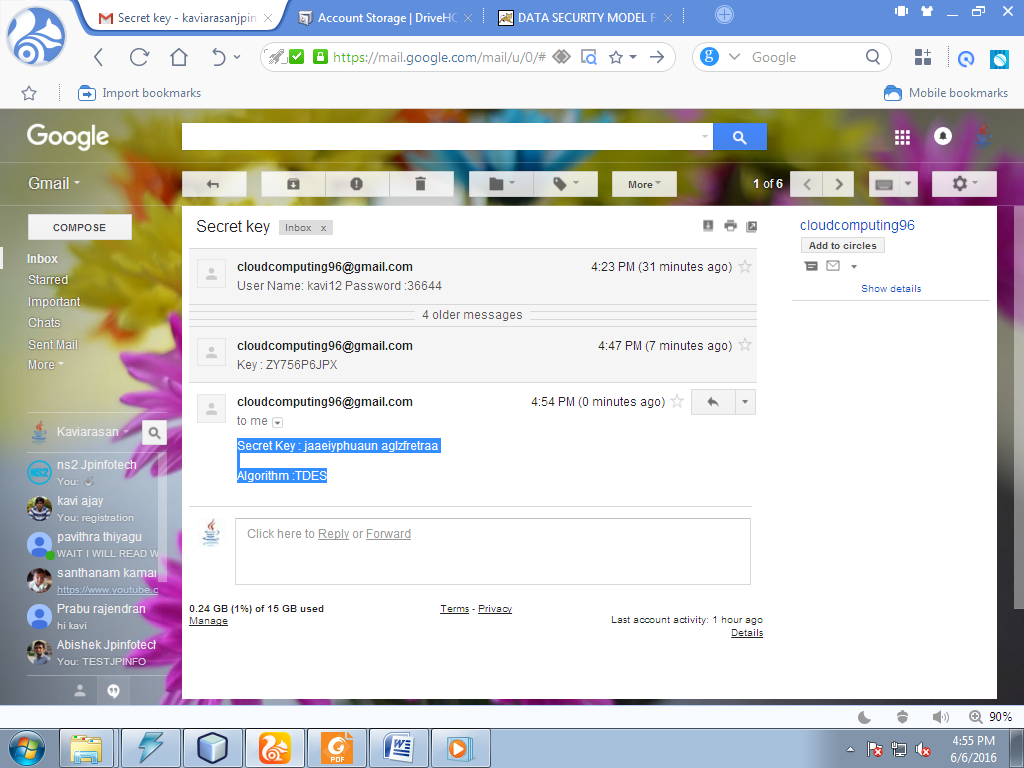 Secret key - kaviarasanjpin
Account Storage | DriveHQ
DATA SECURITY MODEL F
https://mail.google.com/mail/u/0/#
g Google
Import bookmarks
Mobile bookmarks
Google
Gmail
More
1 of 6
COMPOSE
Inbox
Starred
Important
Chats
Sent Mail
More
Secret key Inbox x
cloudcomputing96@gmail.com 4:23 PM (31 minutes ago)
User Name: kavi12 Password :36644
4 older messages
cloudcomputing96@gmail.com 4:47 PM (7 minutes ago)
Key : ZY756P6JPX
cloudcomputing96@gmail.com 4:54 PM (0 minutes ago)
to me
Secret Key : jaaeiyphuaun aglzfretraa
Algorithm :TDES
Click here to Reply or Forward
0.24 GB (1%) of 15 GB used
Manage
Terms - Privacy
Last account activity: 1 hour ago
Details
cloudcomputing96
Add to circles
Show details
Kaviarasan
NS2
ns2 Jpinfotech
You:
kavi ajay
You: registration
pavithra thiyagu
WAIT I WILL READ W
santhanam kamar
https://www.youtube.c
Prabu rajendran
hi kavi
Abishek Jpinfotech
You: TESTJPINFO
90%
PDF
W
4:55 PM
6/6/2016